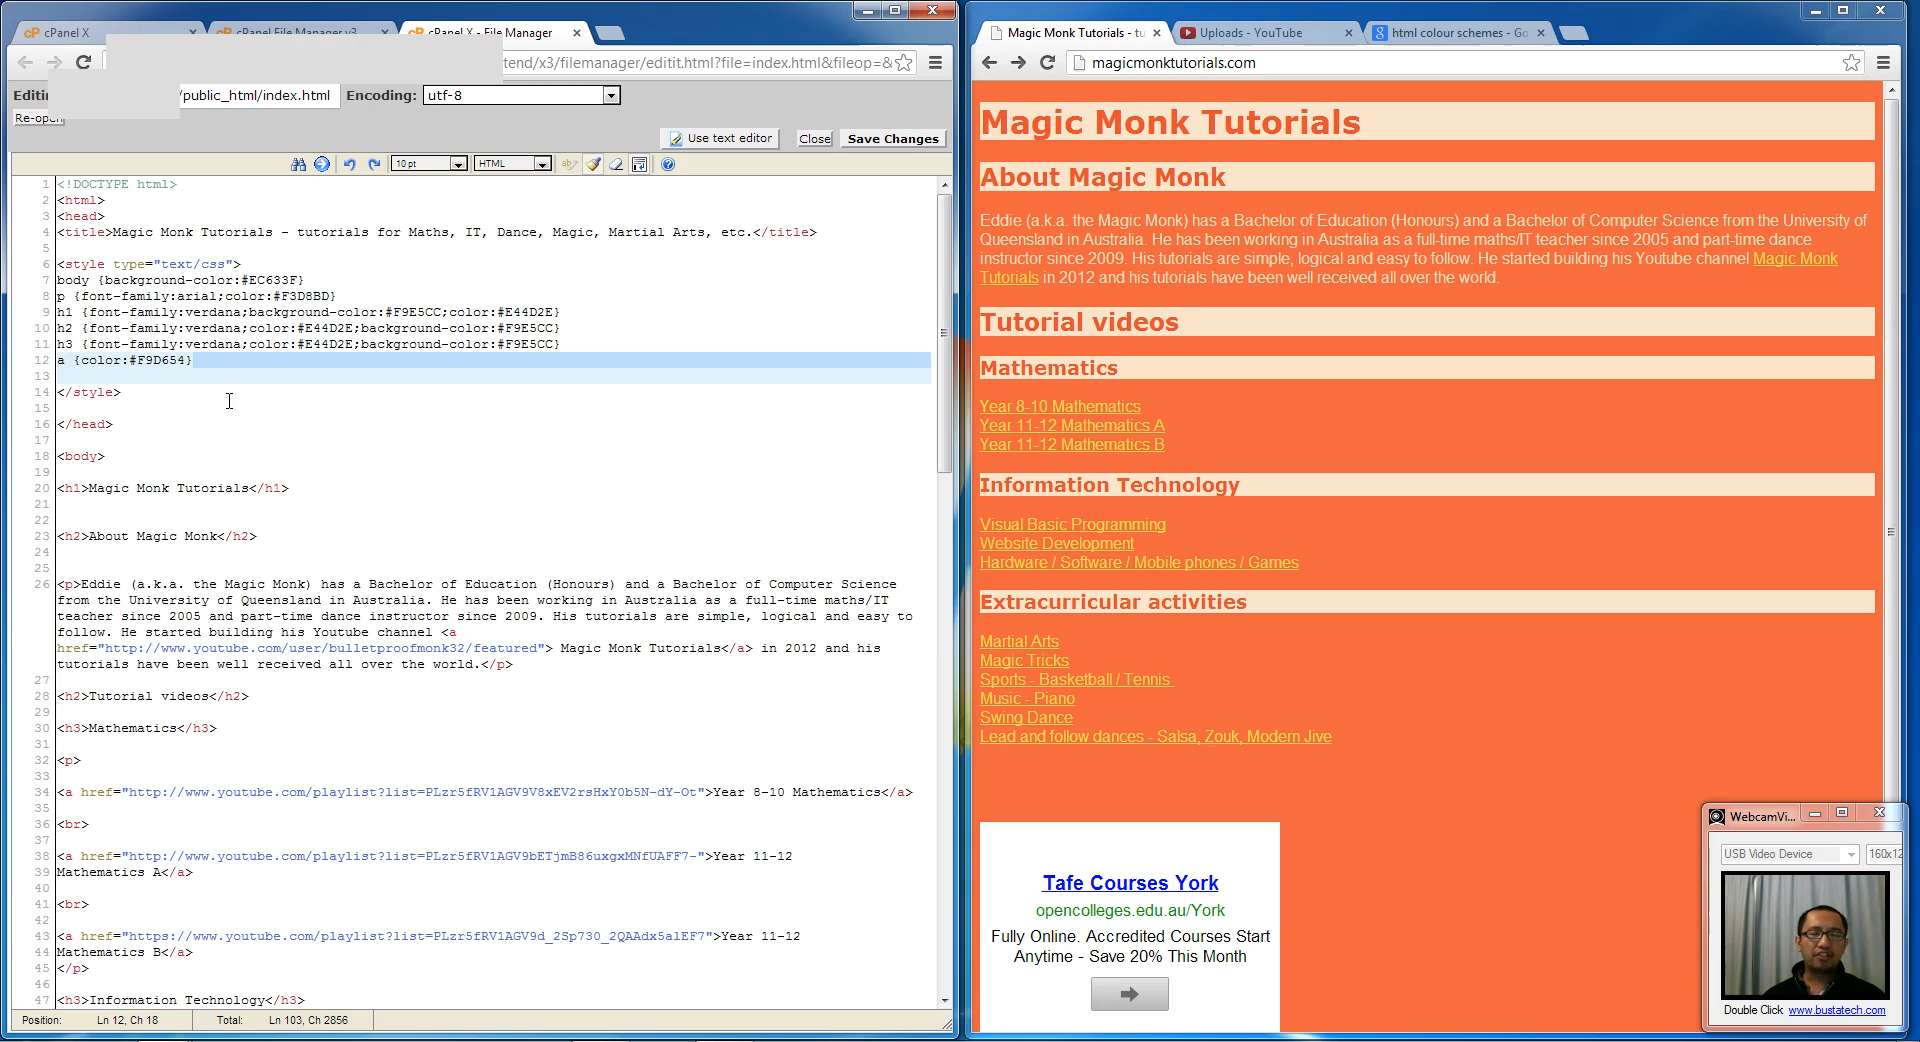 cPanel X
cPanel File Manager v3
cPanel X - File Manager
tend/x3/filemanager/editit.html?file=index.html&fileop=&
/public_html/index.html Encoding: utf-8
Re-open
Use text editor Close Save Changes
10 pt HTML
1 <!DOCTYPE html>
2 <html>
3 <head>
4 <title>Magic Monk Tutorials - tutorials for Maths, IT, Dance, Magic, Martial Arts, etc.</title>
5
6 <style type="text/css">
7 body {background-color:#EC633F}
8 p {font-family:arial;color:#F3D8BD}
9 h1 {font-family:verdana;background-color:#F9E5CC;color:#E44D2E}
10 h2 {font-family:verdana;color:#E44D2E;background-color:#F9E5CC}
11 h3 {font-family:verdana;color:#E44D2E;background-color:#F9E5CC}
12 a {color:#F9D654}
13
14 </style>
15
16 </head>
17
18 <body>
19
20 <h1>Magic Monk Tutorials</h1>
21
22
23 <h2>About Magic Monk</h2>
24
25
26 <p>Eddie (a.k.a. the Magic Monk) has a Bachelor of Education (Honours) and a Bachelor of Computer Science
from the University of Queensland in Australia. He has been working in Australia as a full-time maths/IT
teacher since 2005 and part-time dance instructor since 2009. His tutorials are simple, logical and easy to
follow. He started building his Youtube channel <a
href="http://www.youtube.com/user/bulletproofmonk32/featured"> Magic Monk Tutorials</a> in 2012 and his
tutorials have been well received all over the world.</p>
27
28 <h2>Tutorial videos</h2>
29
30 <h3>Mathematics</h3>
31
32 <p>
33
34 <a href="http://www.youtube.com/playlist?list=PLzr5fRV1AGV9V8xEV2rsHxY0b5N-dY-Ot">Year 8-10 Mathematics</a>
35
36 <br>
37
38 <a href="http://www.youtube.com/playlist?list=PLzr5fRV1AGV9bETjmB86uxgxMNfUAFF7-">Year 11-12
39 Mathematics A</a>
40
41 <br>
42
43 <a href="https://www.youtube.com/playlist?list=PLzr5fRV1AGV9d_2Sp730_2QAAdx5alEF7">Year 11-12
44 Mathematics B</a>
45 </p>
46
47 <h3>Information Technology</h3>
Position: Ln 12, Ch 18 Total: Ln 103, Ch 2856
Magic Monk Tutorials - tu
Uploads - YouTube
html colour schemes - Go
magicmonktutorials.com
Magic Monk Tutorials
About Magic Monk
Eddie (a.k.a. the Magic Monk) has a Bachelor of Education (Honours) and a Bachelor of Computer Science from the University of
Queensland in Australia. He has been working in Australia as a full-time maths/IT teacher since 2005 and part-time dance
instructor since 2009. His tutorials are simple, logical and easy to follow. He started building his Youtube channel Magic Monk
Tutorials in 2012 and his tutorials have been well received all over the world.
Tutorial videos
Mathematics
Year 8-10 Mathematics
Year 11-12 Mathematics A
Year 11-12 Mathematics B
Information Technology
Visual Basic Programming
Website Development
Hardware / Software / Mobile phones / Games
Extracurricular activities
Martial Arts
Magic Tricks
Sports - Basketball / Tennis
Music - Piano
Swing Dance
Lead and follow dances - Salsa, Zouk, Modern Jive
Tafe Courses York
opencolleges.edu.au/York
Fully Online. Accredited Courses Start
Anytime - Save 20% This Month
WebcamVi...
USB Video Device 160x12
Double Click www.bustatech.com